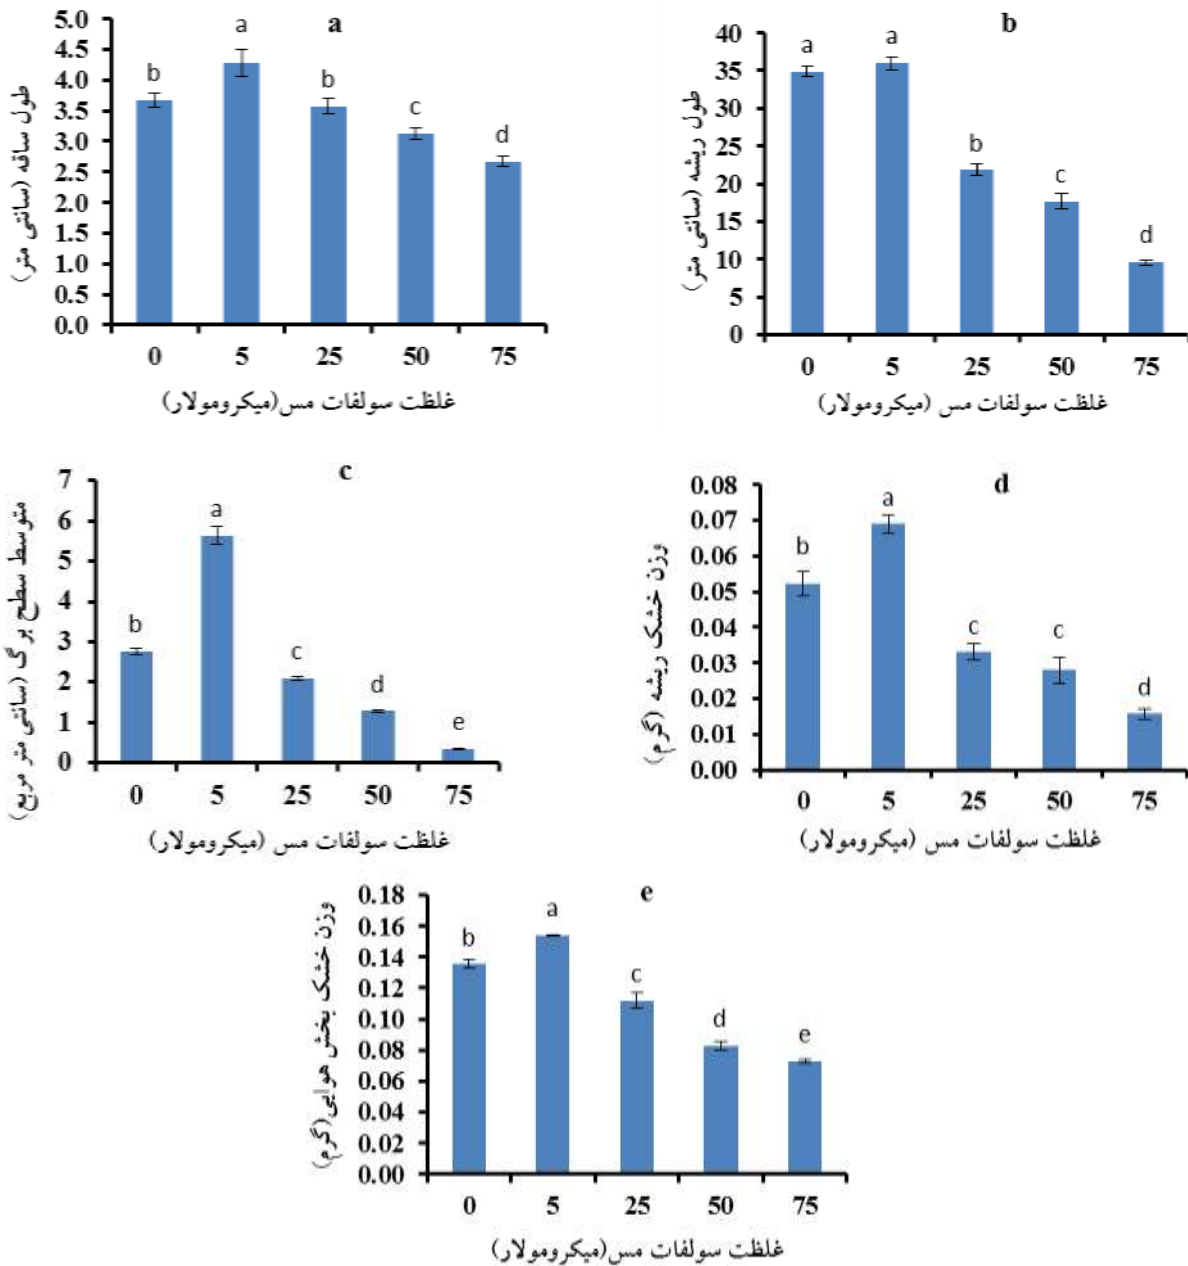 a
طول ساقه (سانتی متر)
5.0
4.5
4.0
3.5
3.0
2.5
2.0
1.5
1.0
0.5
0.0
b
a
b
c
d
0 5 25 50 75
غلظت سولفات مس(میکرومولار)
b
طول ریشه (سانتی متر)
40
35
30
25
20
15
10
5
0
a
a
b
c
d
0 5 25 50 75
غلظت سولفات مس (میکرومولار)
c
متوسط سطح برگ (سانتی متر مربع)
7
6
5
4
3
2
1
0
b
a
c
d
e
0 5 25 50 75
غلظت سولفات مس (میکرومولار)
d
وزن خشک ریشه (گرم)
0.08
0.07
0.06
0.05
0.04
0.03
0.02
0.01
0.00
b
a
c
c
d
0 5 25 50 75
غلظت سولفات مس (میکرومولار)
e
وزن خشک بخش هوایی(گرم)
0.18
0.16
0.14
0.12
0.10
0.08
0.06
0.04
0.02
0.00
b
a
c
d
e
0 5 25 50 75
غلظت سولفات مس(میکرومولار)